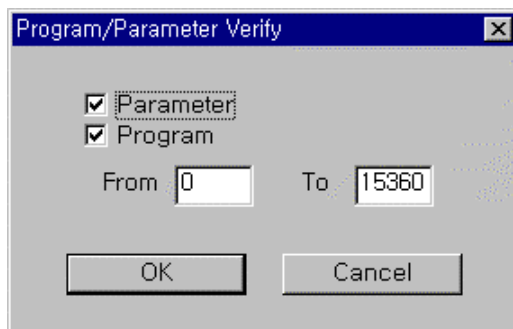 Program/Parameter Verify
Parameter
Program
From 0 To 15360
OK Cancel